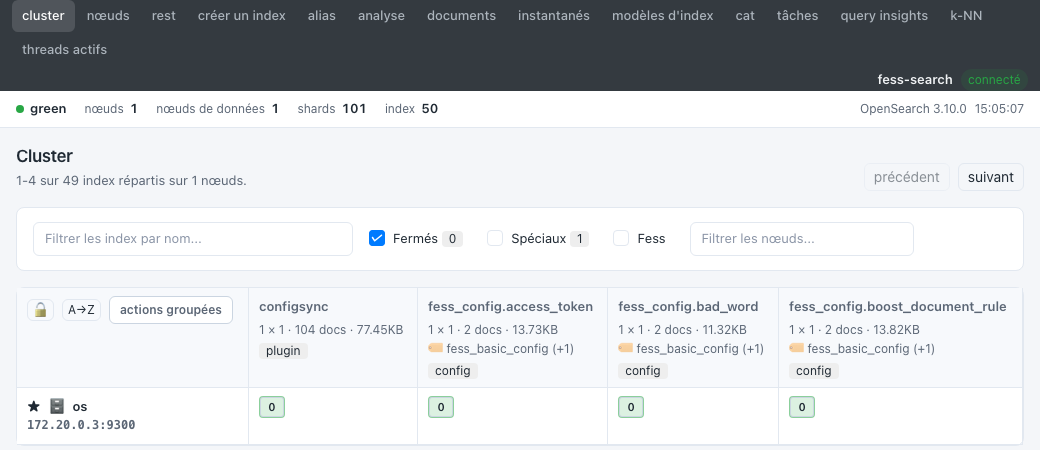 cluster nœuds rest créer un index alias analyse documents instantanés modèles d'index cat tâches query insights k-NN
threads actifs
fess-search connecté
green nœuds 1 nœuds de données 1 shards 101 index 50 OpenSearch 3.10.0 15:05:07
Cluster
1-4 sur 49 index répartis sur 1 nœuds.
précédent suivant
Filtrer les index par nom... Fermés 0 Spéciaux 1 Fess Filtrer les nœuds...
A→Z actions groupées configsync fess_config.access_token fess_config.bad_word fess_config.boost_document_rule
1 × 1 · 104 docs · 77.45KB 1 × 1 · 2 docs · 13.73KB 1 × 1 · 2 docs · 11.32KB 1 × 1 · 2 docs · 13.82KB
plugin fess_basic_config (+1) fess_basic_config (+1) fess_basic_config (+1)
config config config
os 0 0 0 0
172.20.0.3:9300